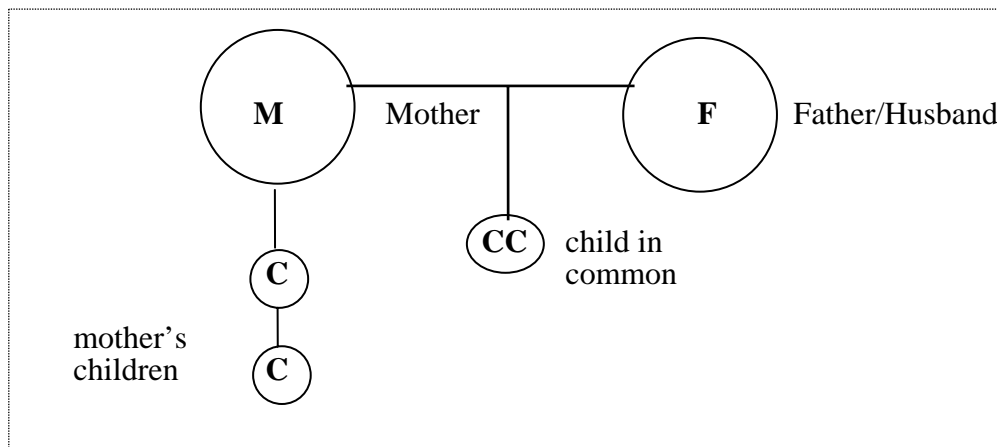 M Mother F Father/Husband
CC child in
common
C
mother’s
children
C